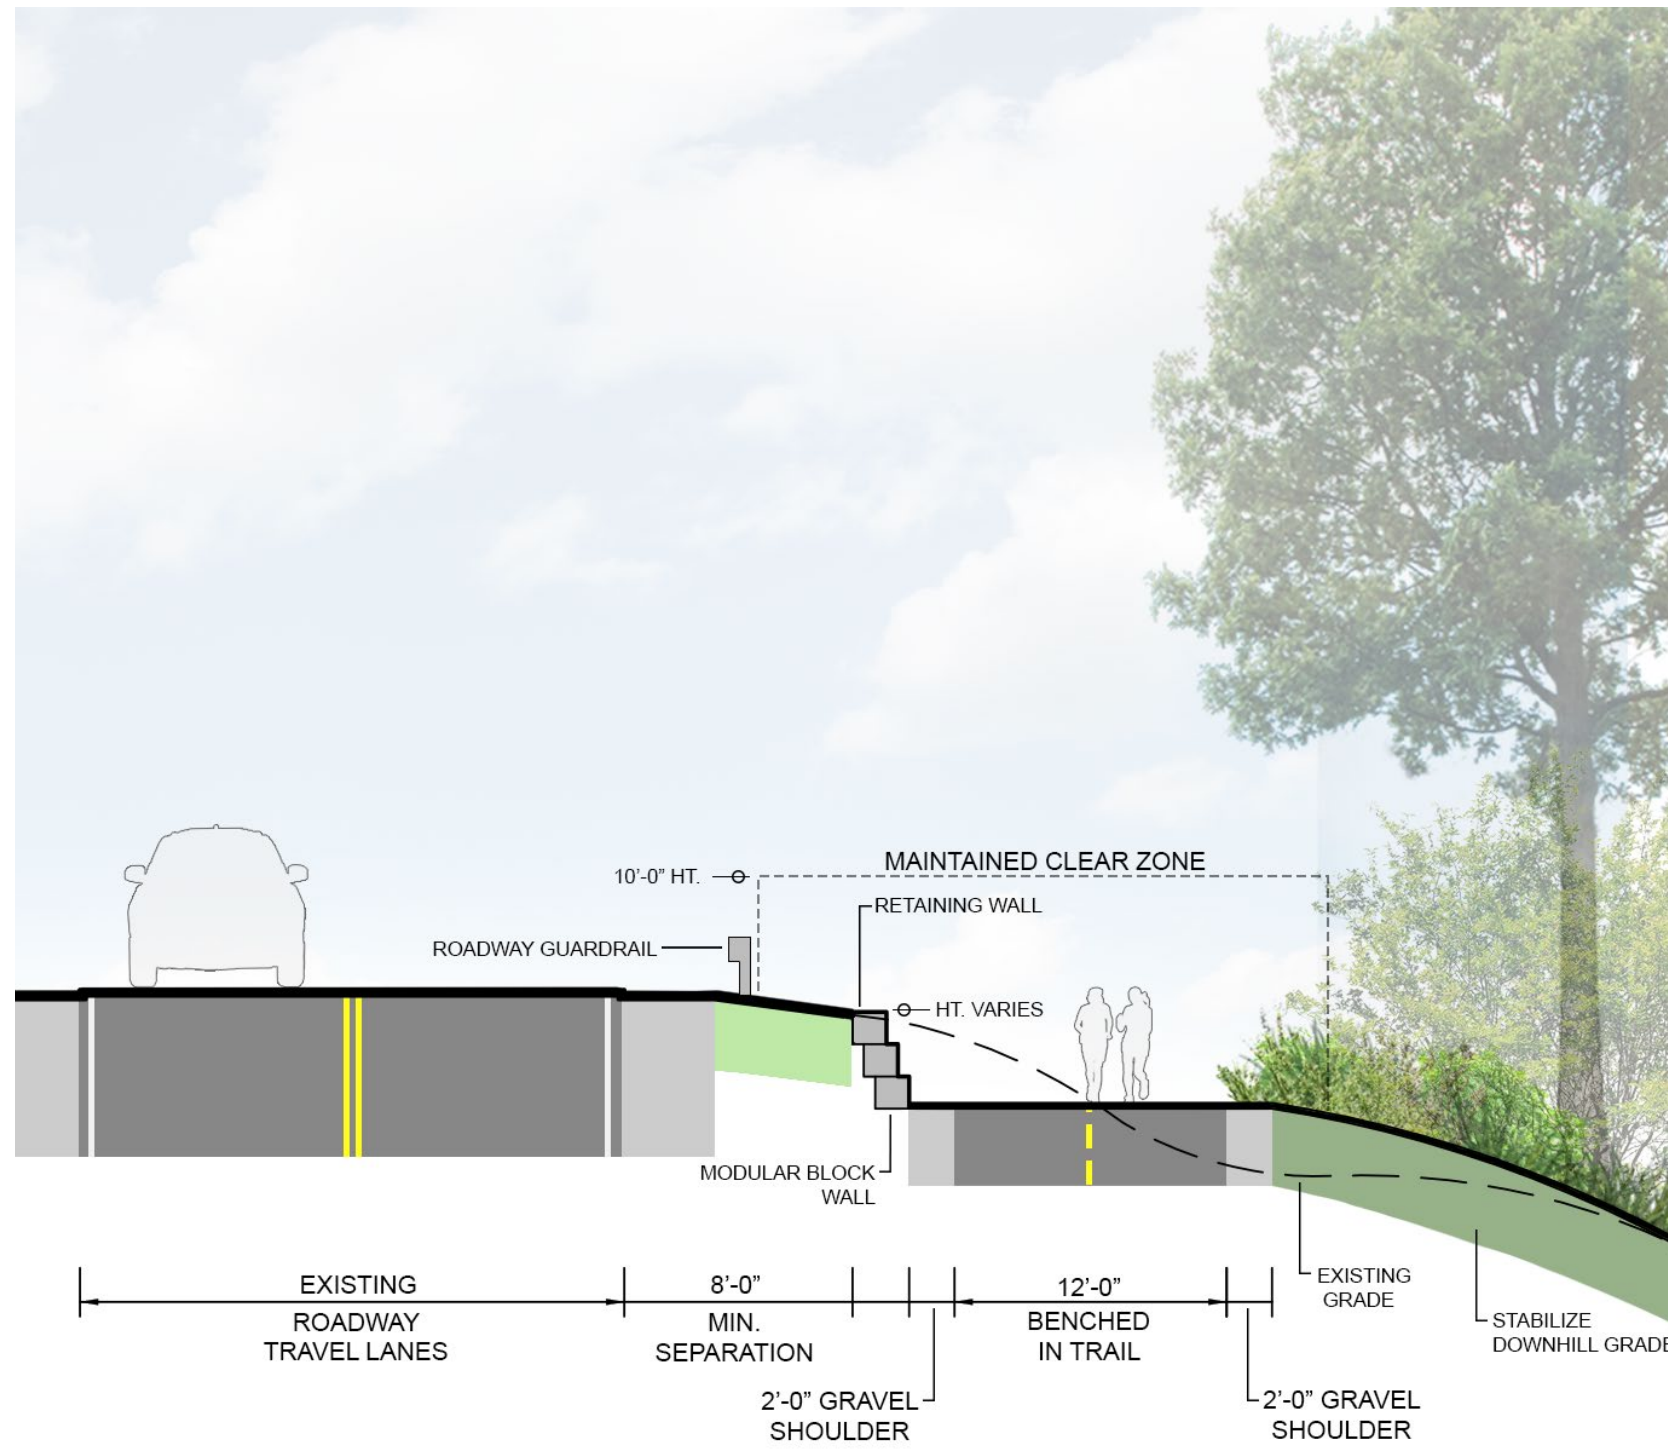 MAINTAINED CLEAR ZONE
10’-0” HT.
RETAINING WALL
ROADWAY GUARDRAIL
HT. VARIES
MODULAR BLOCK
WALL
EXISTING
ROADWAY
TRAVEL LANES
8’-0”
MIN.
SEPARATION
12’-0”
BENCHED
IN TRAIL
EXISTING
GRADE
STABILIZE
DOWNHILL GRADE
2’-0” GRAVEL
SHOULDER
2’-0” GRAVEL
SHOULDER